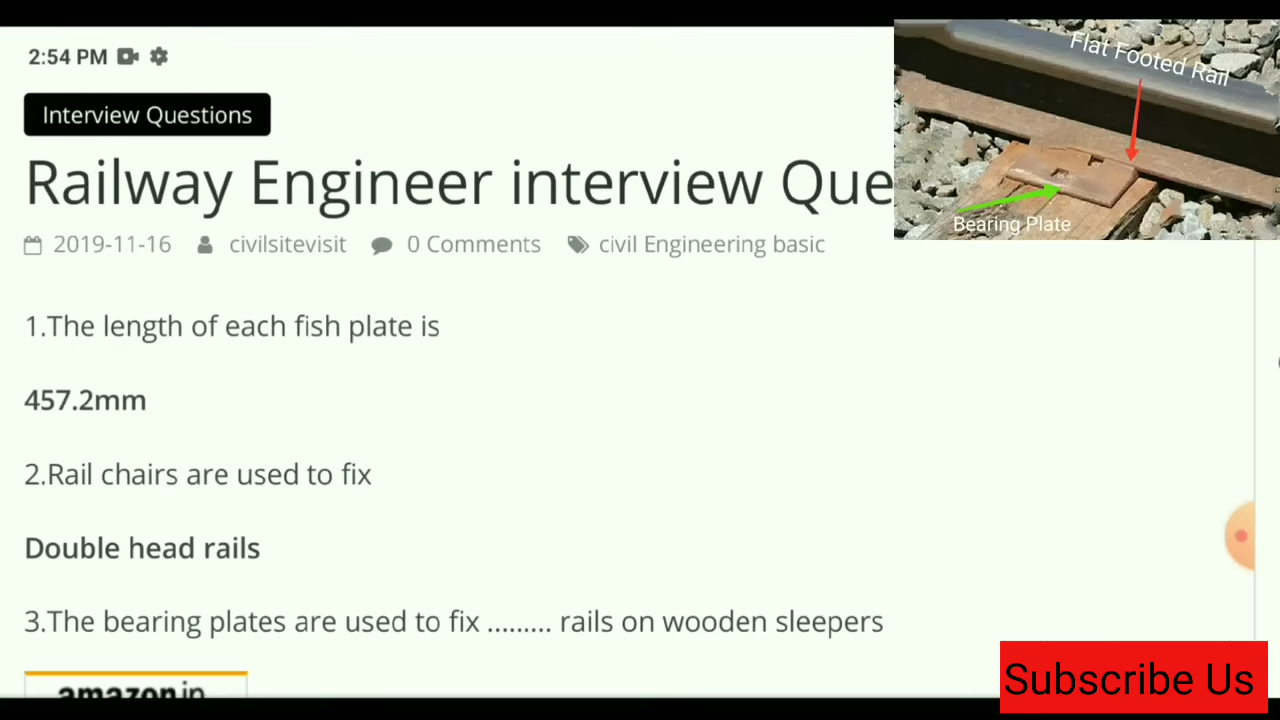 2:54 PM
Interview Questions
Railway Engineer interview Que
2019-11-16 civilsitevisit 0 Comments civil Engineering basic
Flat Footed Rail
Bearing Plate
1.The length of each fish plate is
457.2mm
2.Rail chairs are used to fix
Double head rails
3.The bearing plates are used to fix ......... rails on wooden sleepers
amazon.in
Subscribe Us